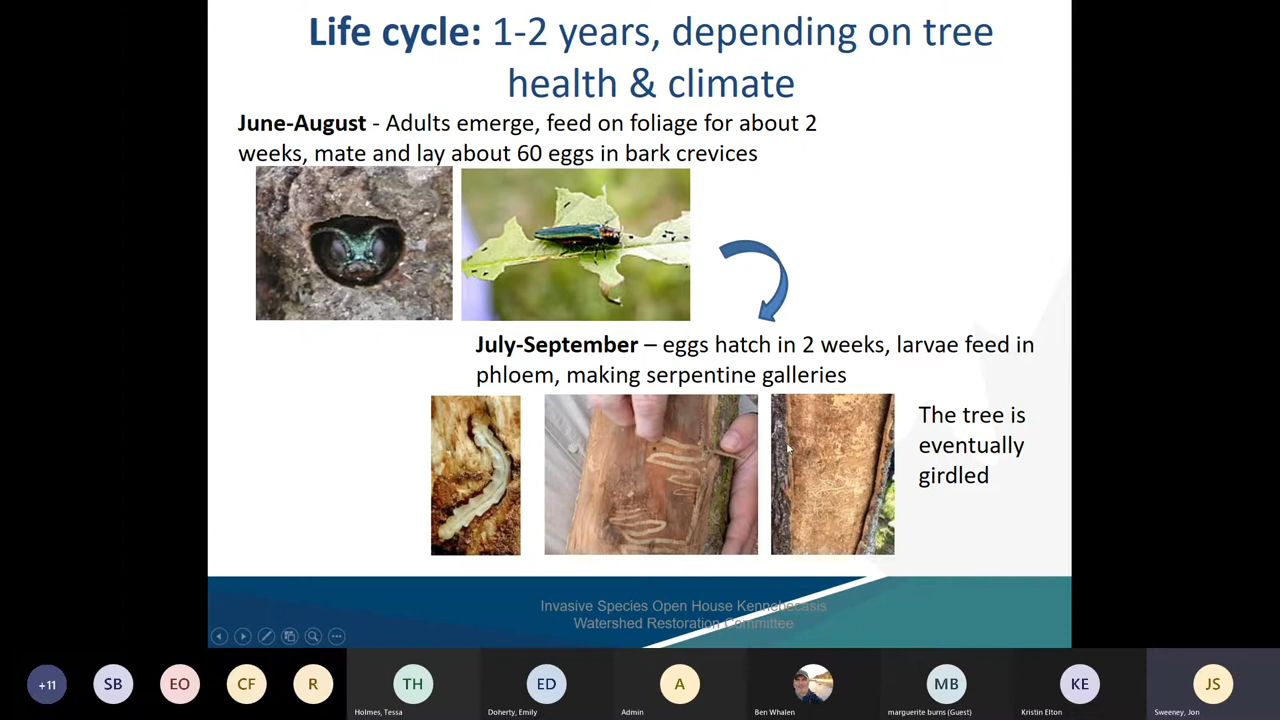 Life cycle: 1-2 years, depending on tree
health & climate
June-August - Adults emerge, feed on foliage for about 2
weeks, mate and lay about 60 eggs in bark crevices
July-September – eggs hatch in 2 weeks, larvae feed in
phloem, making serpentine galleries
The tree is
eventually
girdled
Invasive Species Open House Kennebecasis
Watershed Restoration Committee
+11
SB
EO
CF
R
TH
ED
A
MB
KE
JS
Holmes, Tessa
Doherty, Emily
Admin
Ben Whalen
marguerite burns (Guest)
Kristin Elton
Sweeney, Jon